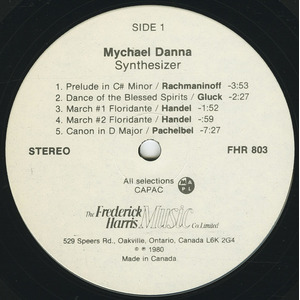 SIDE 1
Mychael Danna
Synthesizer
1. Prelude in C# Minor / Rachmaninoff -3:53
2. Dance of the Blessed Spirits / Gluck -2:27
3. March #1 Floridante / Handel -1:52
4. March #2 Floridante / Handel -:59
5. Canon in D Major / Pachelbel -7:27
STEREO FHR 803
All selections
CAPAC
MAPL
The Frederick Harris Music Co. Limited
529 Speers Rd., Oakville, Ontario, Canada L6K 2G4
© ℗ 1980
Made in Canada